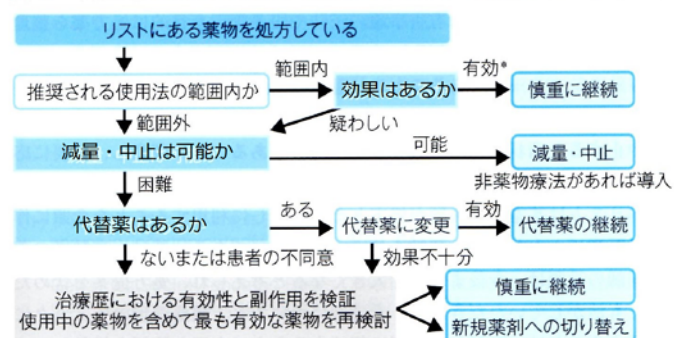 リストにある薬物を処方している
推奨される使用法の範囲内か
範囲内
効果はあるか
有効*
慎重に継続
範囲外
疑わしい
減量・中止は可能か
可能
減量・中止
非薬物療法があれば導入
困難
代替薬はあるか
ある
代替薬に変更
有効
代替薬の継続
ないまたは患者の不同意
効果不十分
治療歴における有効性と副作用を検証
使用中の薬物を含めて最も有効な薬物を再検討
慎重に継続
新規薬剤への切り替え